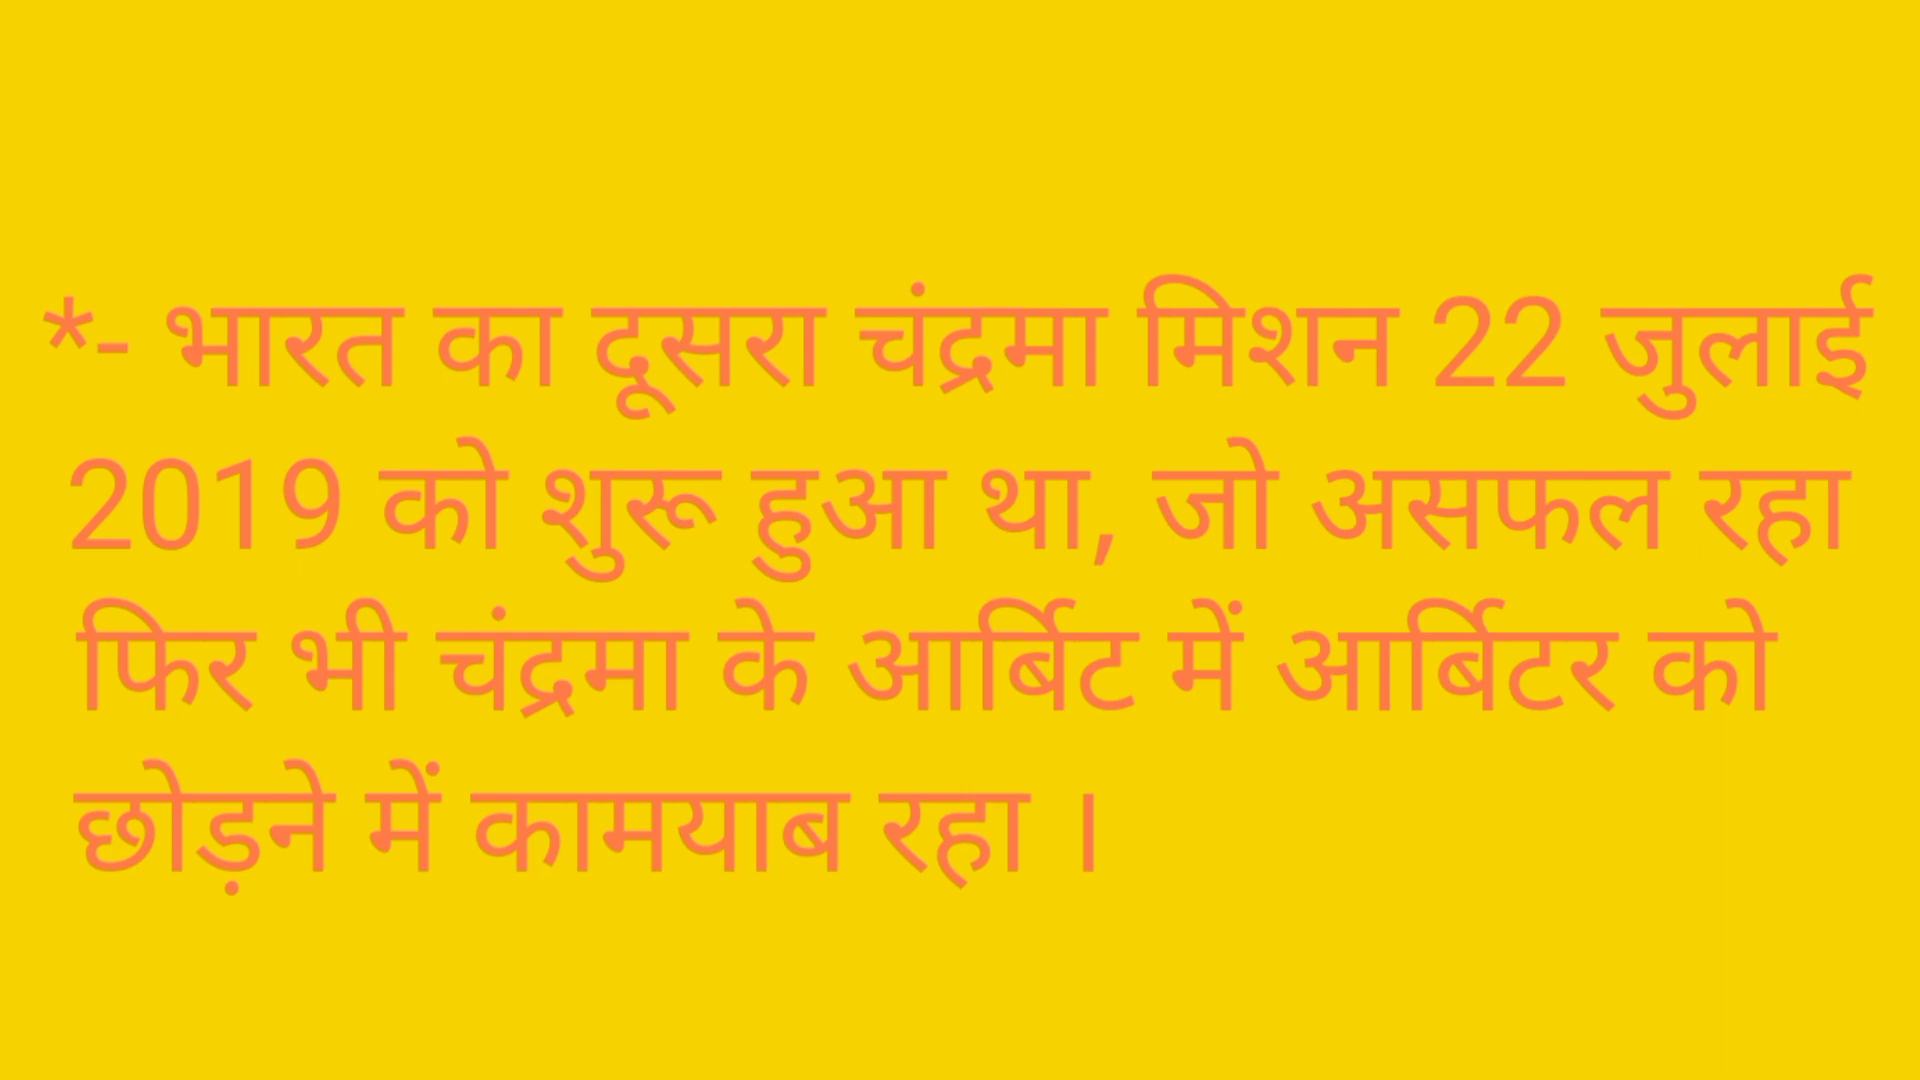 *- भारत का दूसरा चंद्रमा मिशन 22 जुलाई
2019 को शुरू हुआ था, जो असफल रहा
फिर भी चंद्रमा के आर्बिट में आर्बिटर को
छोड़ने में कामयाब रहा ।